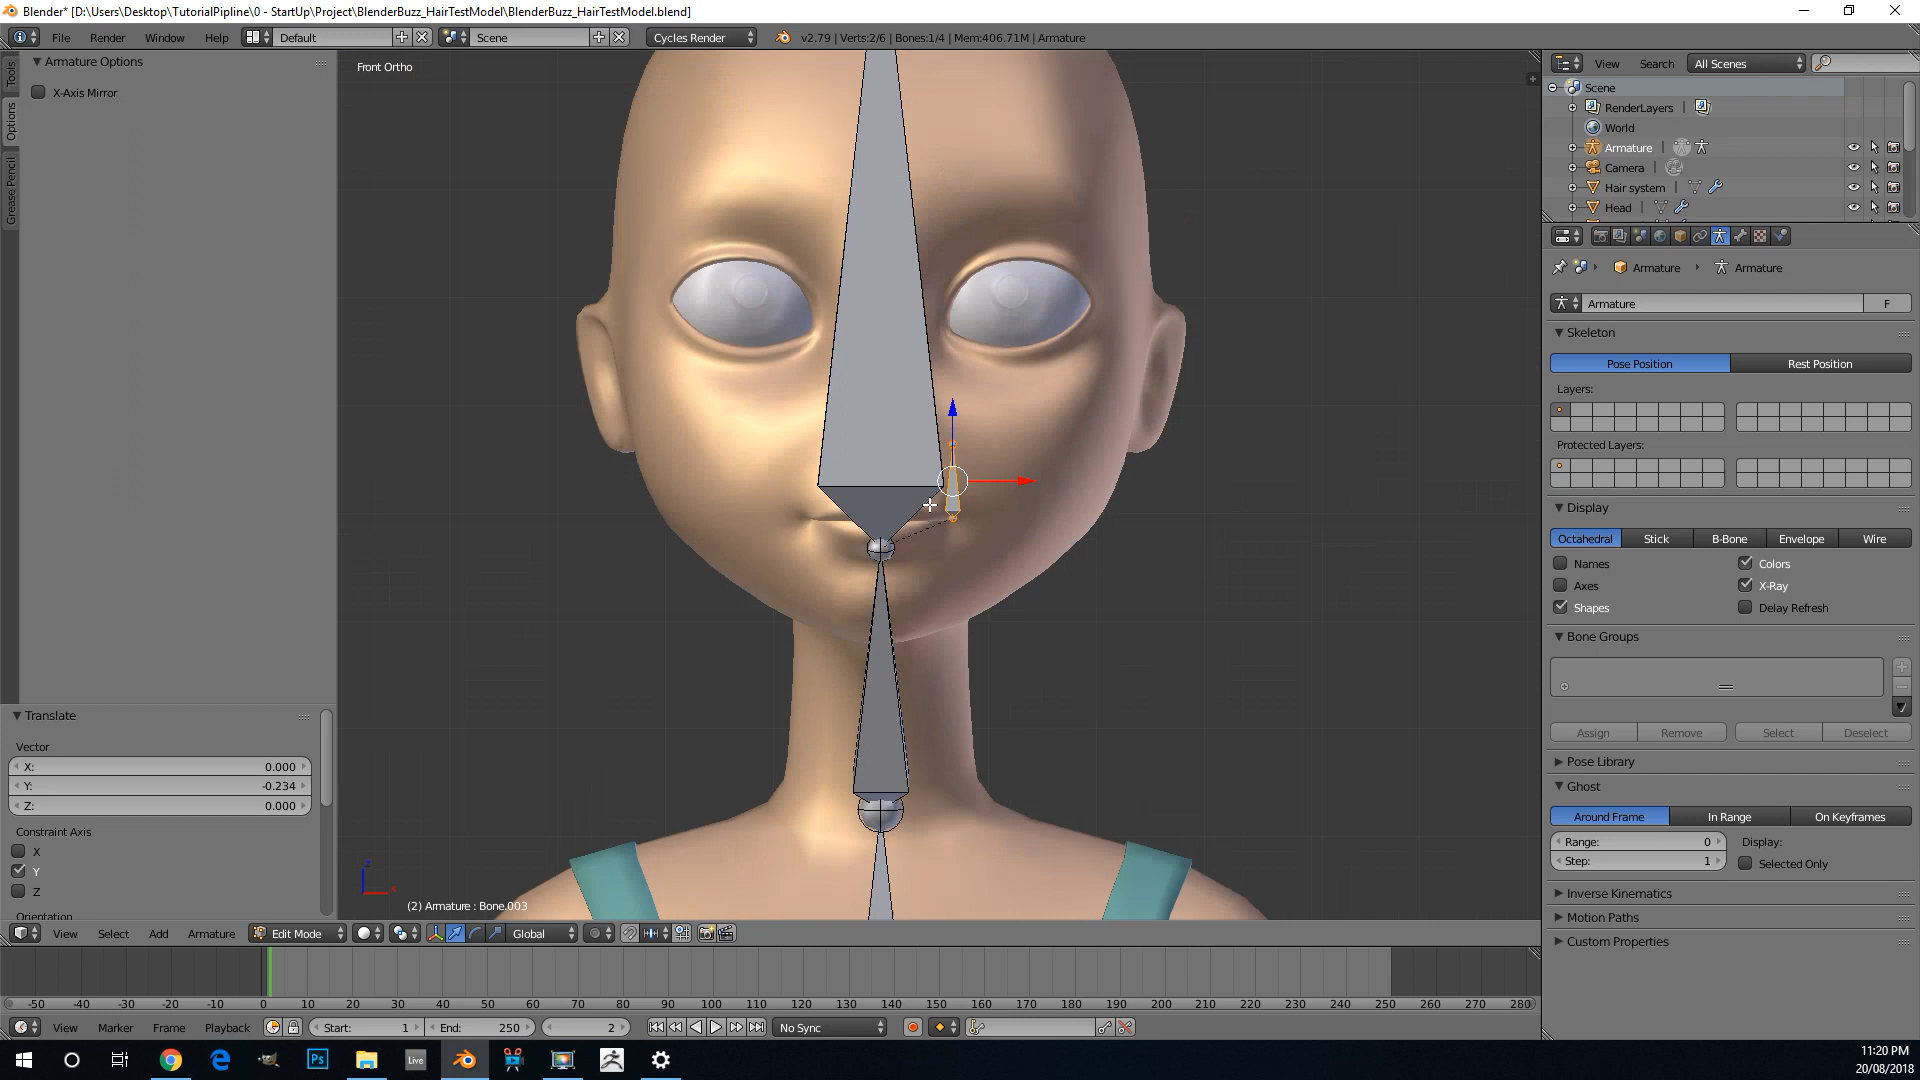 Blender* [D:\Users\Desktop\TutorialPipline\0 - StartUp\Project\BlenderBuzz_HairTestModel\BlenderBuzz_HairTestModel.blend]
File Render Window Help Default Scene Cycles Render v2.79 | Verts:2/6 | Bones:1/4 | Mem:406.71M | Armature
Tools
Options
Grease Pencil
Armature Options
X-Axis Mirror
Front Ortho
(2) Armature : Bone.003
Translate
Vector
X: 0.000
Y: -0.234
Z: 0.000
Constraint Axis
X
Y
Z
Orientation
View Select Add Armature Edit Mode Global
View Search All Scenes
Scene
RenderLayers
World
Armature
Camera
Hair system
Head
Armature Armature
Armature F
Skeleton
Pose Position Rest Position
Layers:
Protected Layers:
Display
Octahedral Stick B-Bone Envelope Wire
Names Colors
Axes X-Ray
Shapes Delay Refresh
Bone Groups
Assign Remove Select Deselect
Pose Library
Ghost
Around Frame In Range On Keyframes
Range: 0 Display:
Step: 1 Selected Only
Inverse Kinematics
Motion Paths
Custom Properties
-50 -40 -30 -20 -10 0 10 20 30 40 50 60 70 80 90 100 110 120 130 140 150 160 170 180 190 200 210 220 230 240 250 260 270 280
View Marker Frame Playback Start: 1 End: 250 2 No Sync
Ps
Live
11:20 PM
20/08/2018